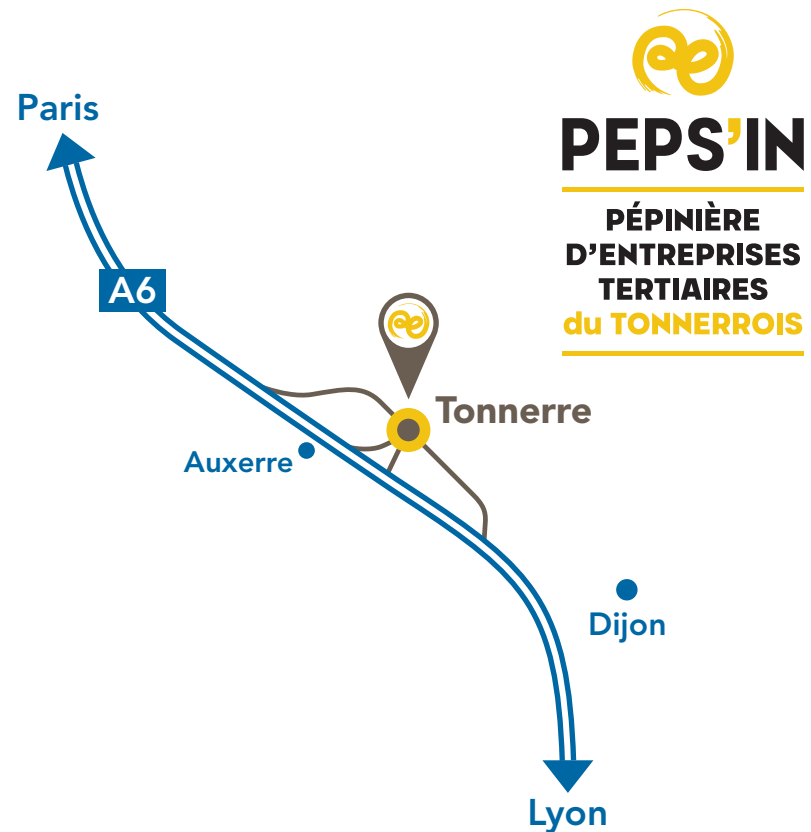 Paris
PEPS'IN
PÉPINIÈRE
D'ENTREPRISES
TERTIAIRES
du TONNERROIS
A6
Tonnerre
Auxerre
Dijon
Lyon